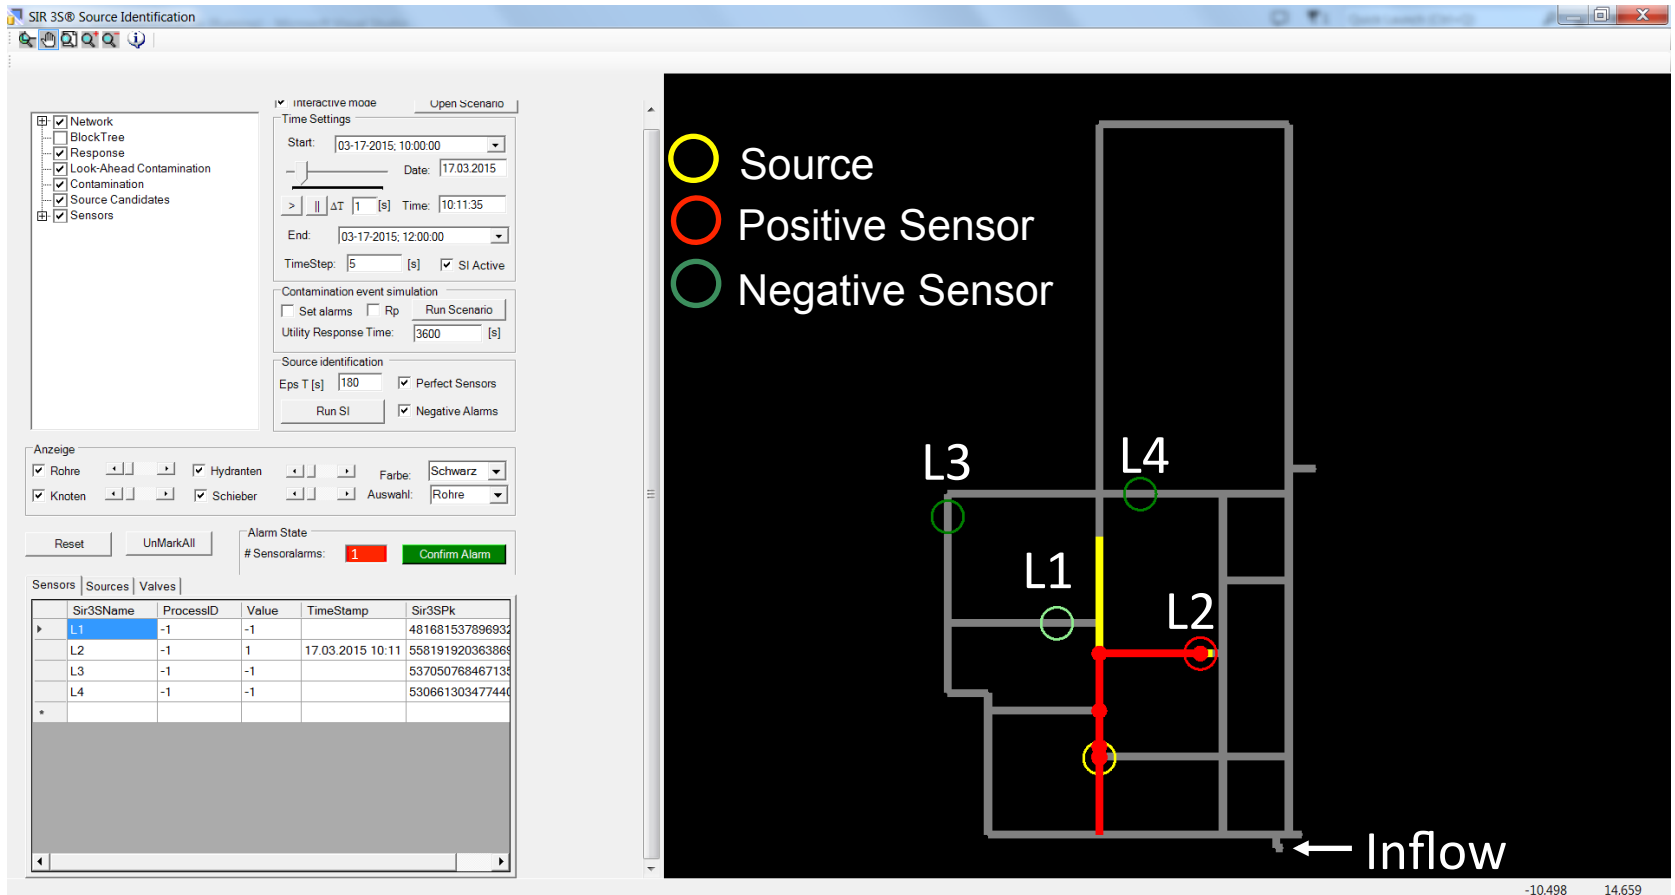 SIR 3S® Source Identification
Interactive mode
Open Scenario
Network
BlockTree
Response
Look-Ahead Contamination
Contamination
Source Candidates
Sensors
Time Settings
Start: 03-17-2015; 10:00:00
Date: 17.03.2015
> || ΔT 1 [s] Time: 10:11:35
End: 03-17-2015; 12:00:00
TimeStep: 5 [s] SI Active
Contamination event simulation
Set alarms Rp Run Scenario
Utility Response Time: 3600 [s]
Source identification
Eps T [s] 180 Perfect Sensors
Run SI Negative Alarms
Anzeige
Rohre Hydranten Farbe: Schwarz
Knoten Schieber Auswahl: Rohre
Reset UnMarkAll
Alarm State
# Sensoralarms: 1 Confirm Alarm
Sensors Sources Valves
Sir3SName ProcessID Value TimeStamp Sir3SPk
L1 -1 -1 481681537896932
L2 -1 1 17.03.2015 10:11 558191920363869
L3 -1 -1 537050768467135
L4 -1 -1 530661303477440
*
Source
Positive Sensor
Negative Sensor
L3
L4
L1
L2
Inflow
-10.498 14.659